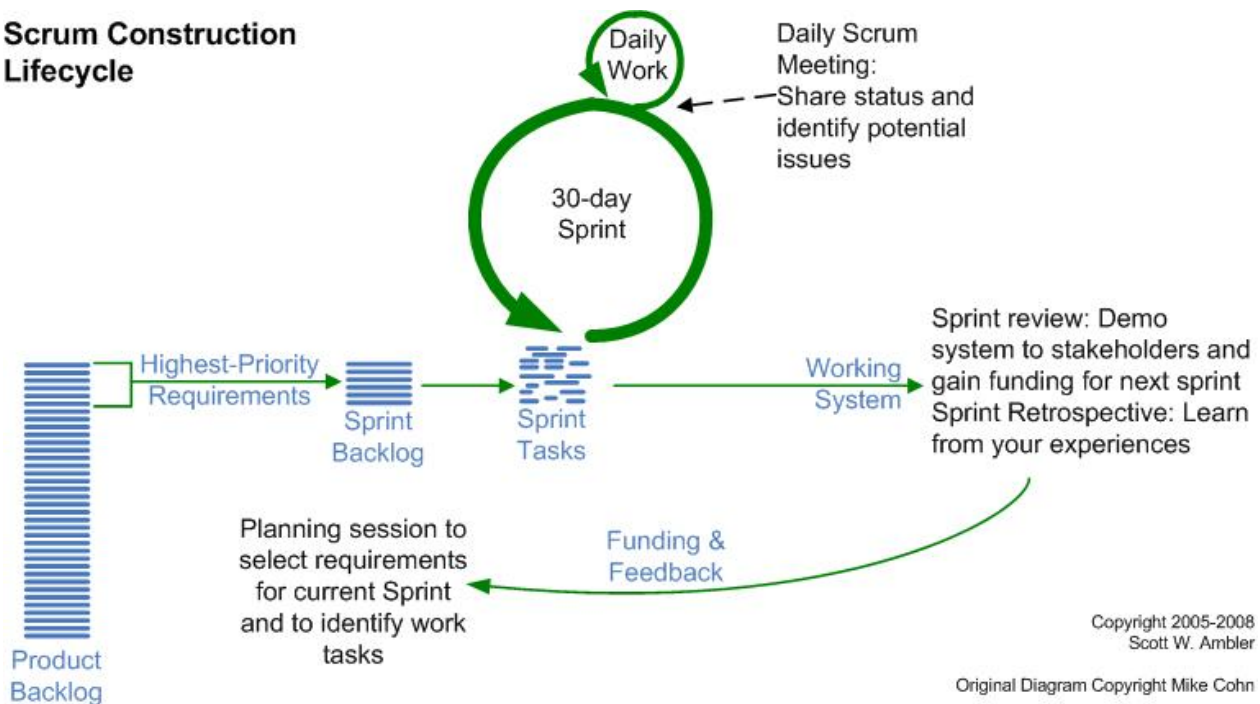 Scrum Construction
Lifecycle
Daily
Work
Daily Scrum
Meeting:
Share status and
identify potential
issues
30-day
Sprint
Highest-Priority
Requirements
Sprint
Backlog
Sprint
Tasks
Working
System
Sprint review: Demo
system to stakeholders and
gain funding for next sprint
Sprint Retrospective: Learn
from your experiences
Planning session to
select requirements
for current Sprint
and to identify work
tasks
Funding &
Feedback
Product
Backlog
Copyright 2005-2008
Scott W. Ambler
Original Diagram Copyright Mike Cohn